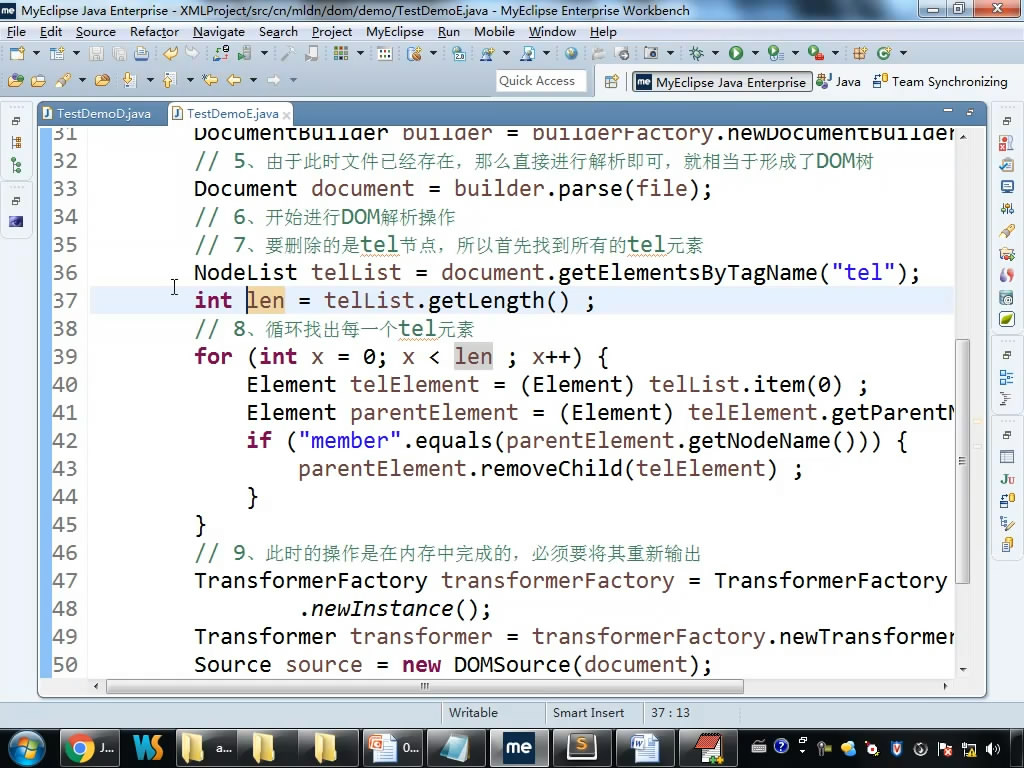 MyEclipse Java Enterprise - XMLProject/src/cn/mldn/dom/demo/TestDemoE.java - MyEclipse Enterprise Workbench
File Edit Source Refactor Navigate Search Project MyEclipse Run Mobile Window Help
Quick Access
MyEclipse Java Enterprise
Java
Team Synchronizing
TestDemoD.java
TestDemoE.java
31 DocumentBuilder builder = builderFactory.newDocumentBuilder
32 // 5、由于此时文件已经存在，那么直接进行解析即可，就相当于形成了DOM树
33 Document document = builder.parse(file);
34 // 6、开始进行DOM解析操作
35 // 7、要删除的是tel节点，所以首先找到所有的tel元素
36 NodeList telList = document.getElementsByTagName("tel");
37 int len = telList.getLength() ;
38 // 8、循环找出每一个tel元素
39 for (int x = 0; x < len ; x++) {
40 Element telElement = (Element) telList.item(0) ;
41 Element parentElement = (Element) telElement.getParentN
42 if ("member".equals(parentElement.getNodeName())) {
43 parentElement.removeChild(telElement) ;
44 }
45 }
46 // 9、此时的操作是在内存中完成的，必须要将其重新输出
47 TransformerFactory transformerFactory = TransformerFactory
48 .newInstance();
49 Transformer transformer = transformerFactory.newTransformer
50 Source source = new DOMSource(document);
Writable
Smart Insert
37 : 13
J...
a...
0...
me